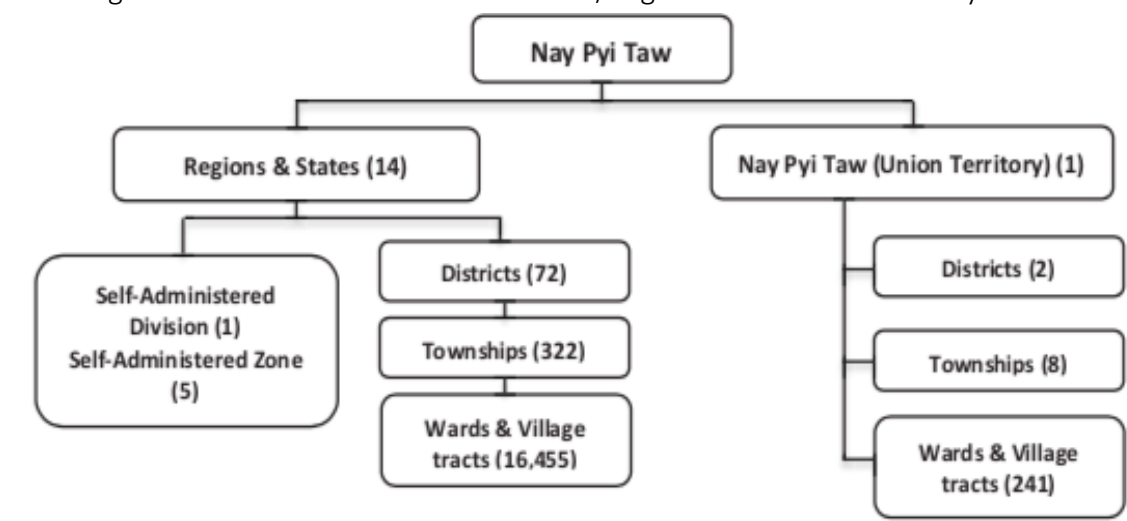 Nay Pyi Taw
Regions & States (14)
Nay Pyi Taw (Union Territory) (1)
Self-Administered
Division (1)
Self-Administered Zone
(5)
Districts (72)
Townships (322)
Wards & Village
tracts (16,455)
Districts (2)
Townships (8)
Wards & Village
tracts (241)